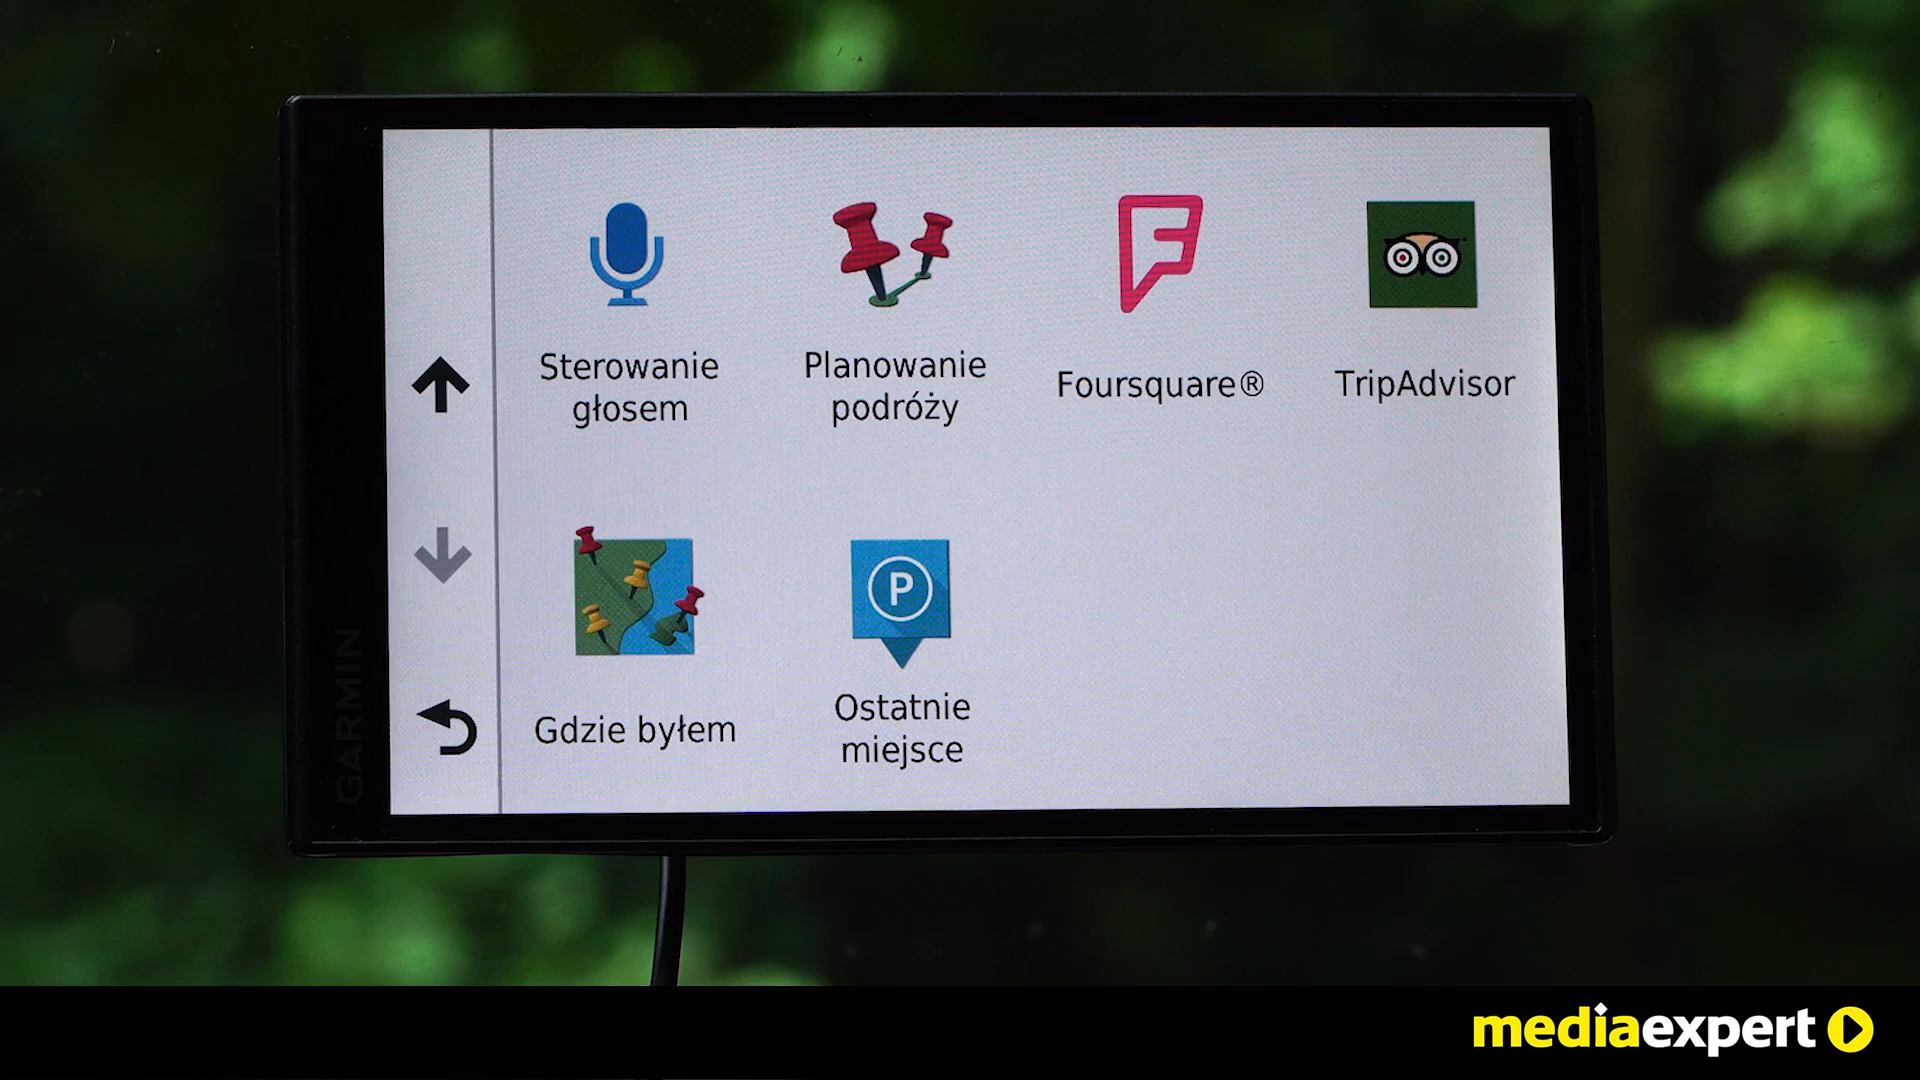 Sterowanie
głosem
Planowanie
podróży
Foursquare®
TripAdvisor
P
Gdzie byłem
Ostatnie
miejsce
GARMIN
mediaexpert